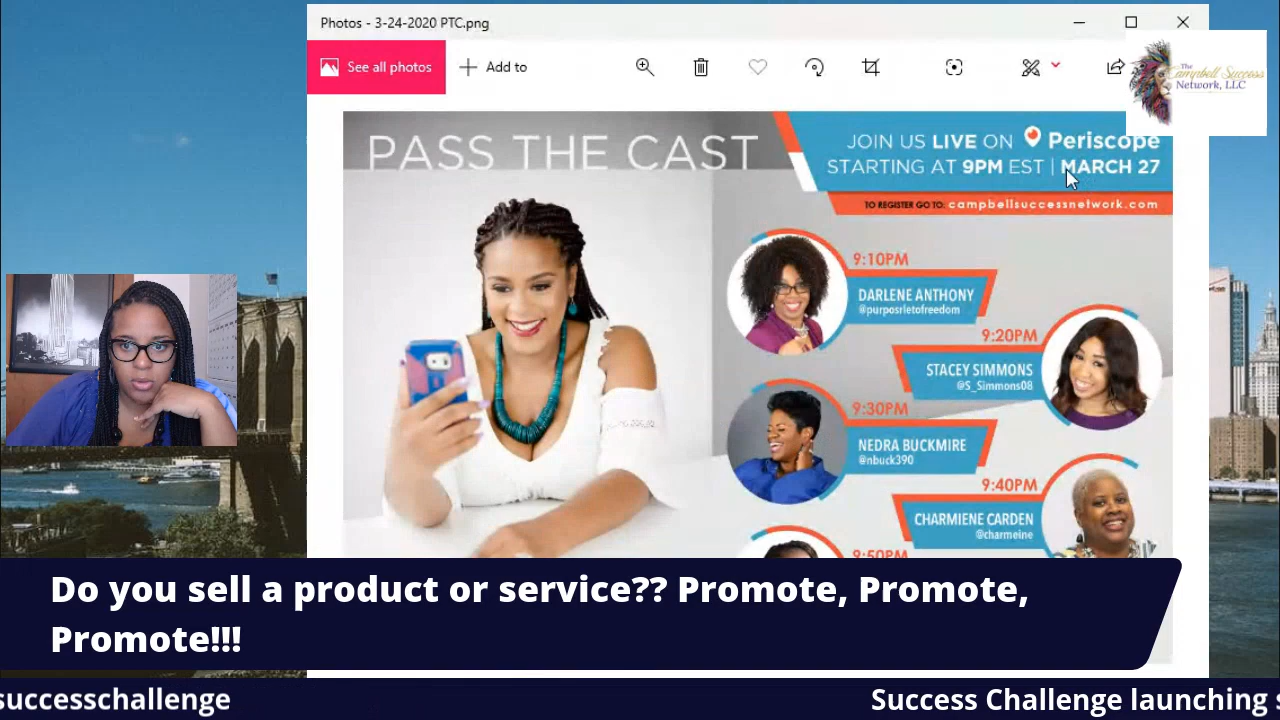 Photos - 3-24-2020 PTC.png
See all photos
Add to
The
Campbell Success
Network, LLC
PASS THE CAST
JOIN US LIVE ON Periscope
STARTING AT 9PM EST | MARCH 27
TO REGISTER GO TO: campbellsuccessnetwork.com
9:10PM
DARLENE ANTHONY
@purposrletofreedom
9:20PM
STACEY SIMMONS
@S_Simmons08
9:30PM
NEDRA BUCKMIRE
@nbuck390
9:40PM
CHARMIENE CARDEN
@charmeine
9:50PM
Do you sell a product or service?? Promote, Promote,
Promote!!!
successchallenge
Success Challenge launching s